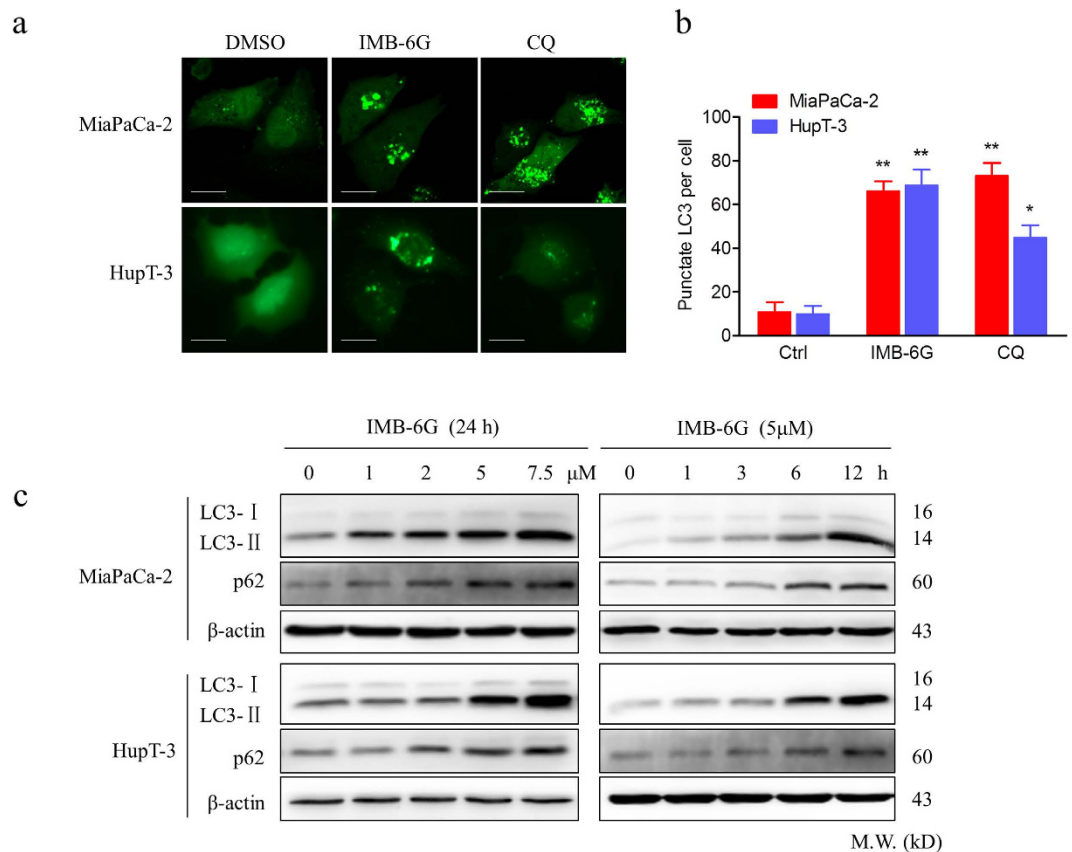 a
DMSO IMB-6G CQ
MiaPaCa-2
HupT-3
b
MiaPaCa-2
HupT-3
Punctate LC3 per cell
100
80
60
40
20
0
** ** ** *
Ctrl IMB-6G CQ
c
IMB-6G (24 h) IMB-6G (5μM)
0 1 2 5 7.5 μM 0 1 3 6 12 h
MiaPaCa-2
LC3-Ⅰ 16
LC3-Ⅱ 14
p62 60
β-actin 43
HupT-3
LC3-Ⅰ 16
LC3-Ⅱ 14
p62 60
β-actin 43
M.W. (kD)